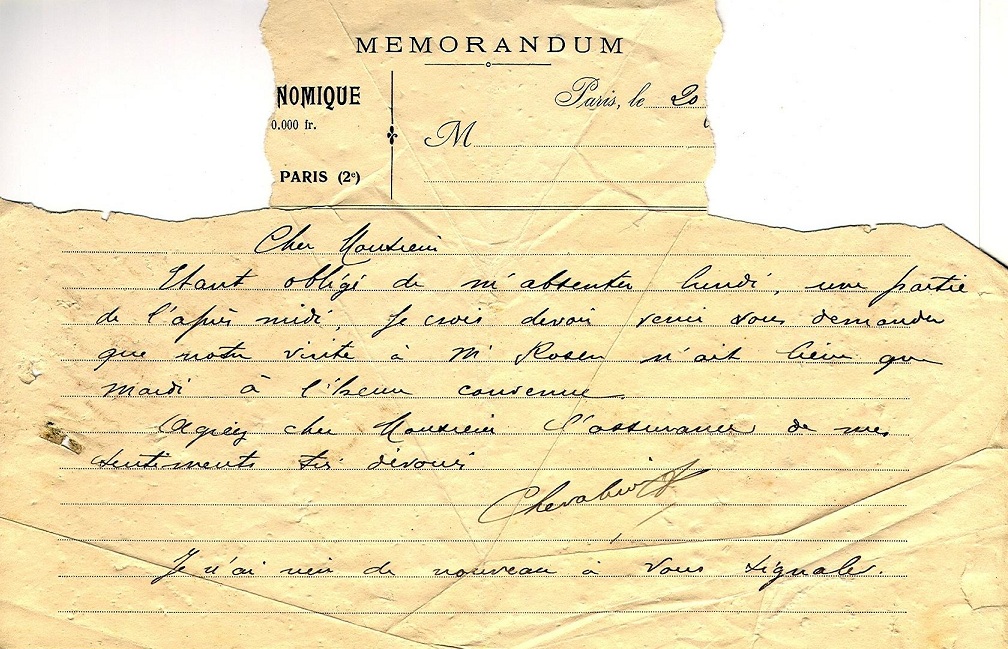 MEMORANDUM
NOMIQUE
Paris, le 20
0.000 fr.
M
PARIS (2e)
Cher Monsieur
Etant obligé de m'absenter lundi, une partie
de l'après midi, je crois devoir venir vous demander
que notre visite à Mr Rosen n'ait lieu que
mardi à l'heure convenue.
Agréez cher Monsieur l'assurance de mes
sentiments très dévoués
Chevalier
Je n'ai rien de nouveau à vous signaler.